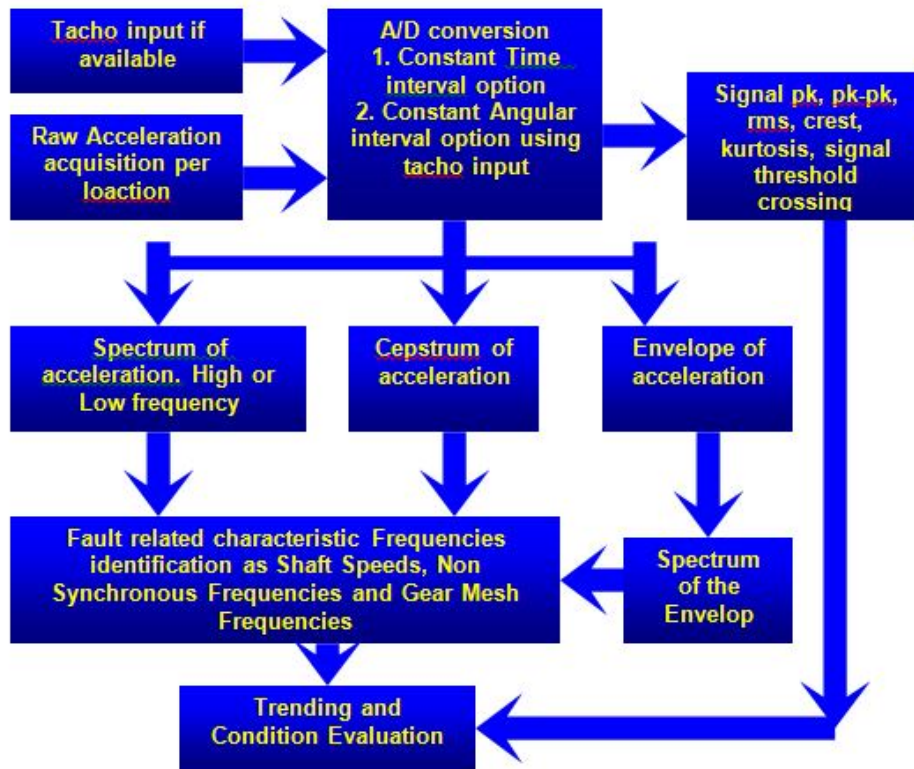 Tacho input if
available
A/D conversion
1. Constant Time
interval option
2. Constant Angular
interval option using
tacho input
Raw Acceleration
acquisition per
loaction
Signal pk, pk-pk,
rms, crest,
kurtosis, signal
threshold
crossing
Spectrum of
acceleration. High or
Low frequency
Cepstrum of
acceleration
Envelope of
acceleration
Fault related characteristic Frequencies
identification as Shaft Speeds, Non
Synchronous Frequencies and Gear Mesh
Frequencies
Spectrum
of the
Envelop
Trending and
Condition Evaluation